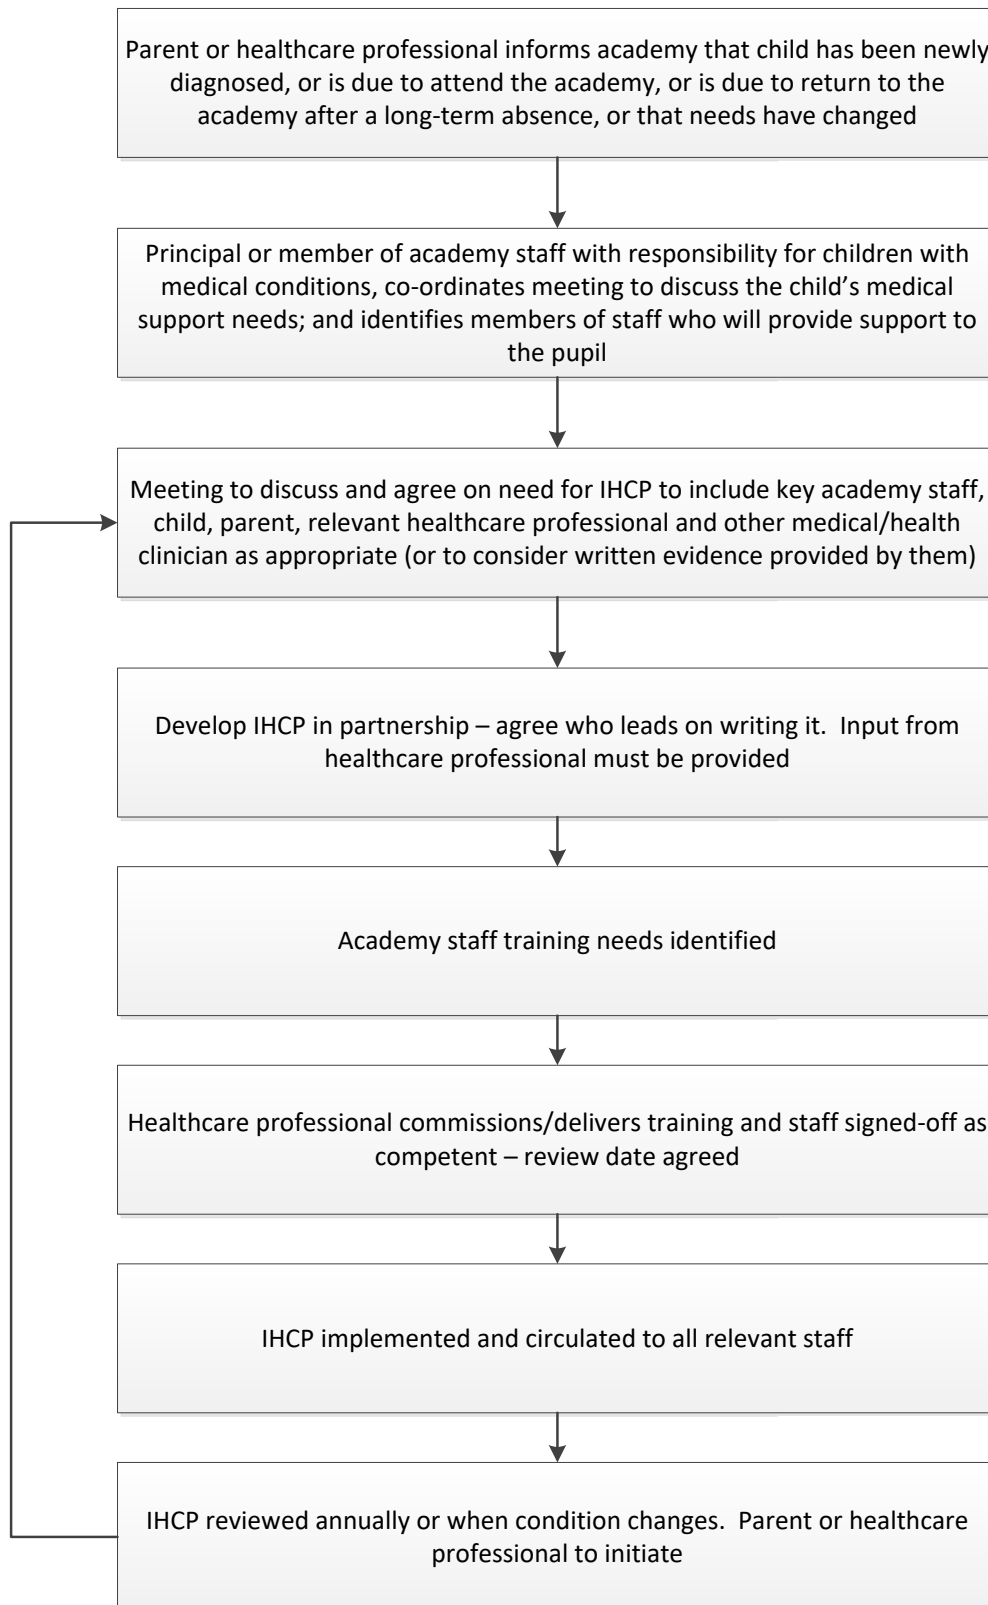 Parent or healthcare professional informs academy that child has been newly
diagnosed, or is due to attend the academy, or is due to return to the
academy after a long-term absence, or that needs have changed
Principal or member of academy staff with responsibility for children with
medical conditions, co-ordinates meeting to discuss the child’s medical
support needs; and identifies members of staff who will provide support to
the pupil
Meeting to discuss and agree on need for IHCP to include key academy staff,
child, parent, relevant healthcare professional and other medical/health
clinician as appropriate (or to consider written evidence provided by them)
Develop IHCP in partnership – agree who leads on writing it.  Input from
healthcare professional must be provided
Academy staff training needs identified
Healthcare professional commissions/delivers training and staff signed-off as
competent – review date agreed
IHCP implemented and circulated to all relevant staff
IHCP reviewed annually or when condition changes.  Parent or healthcare
professional to initiate